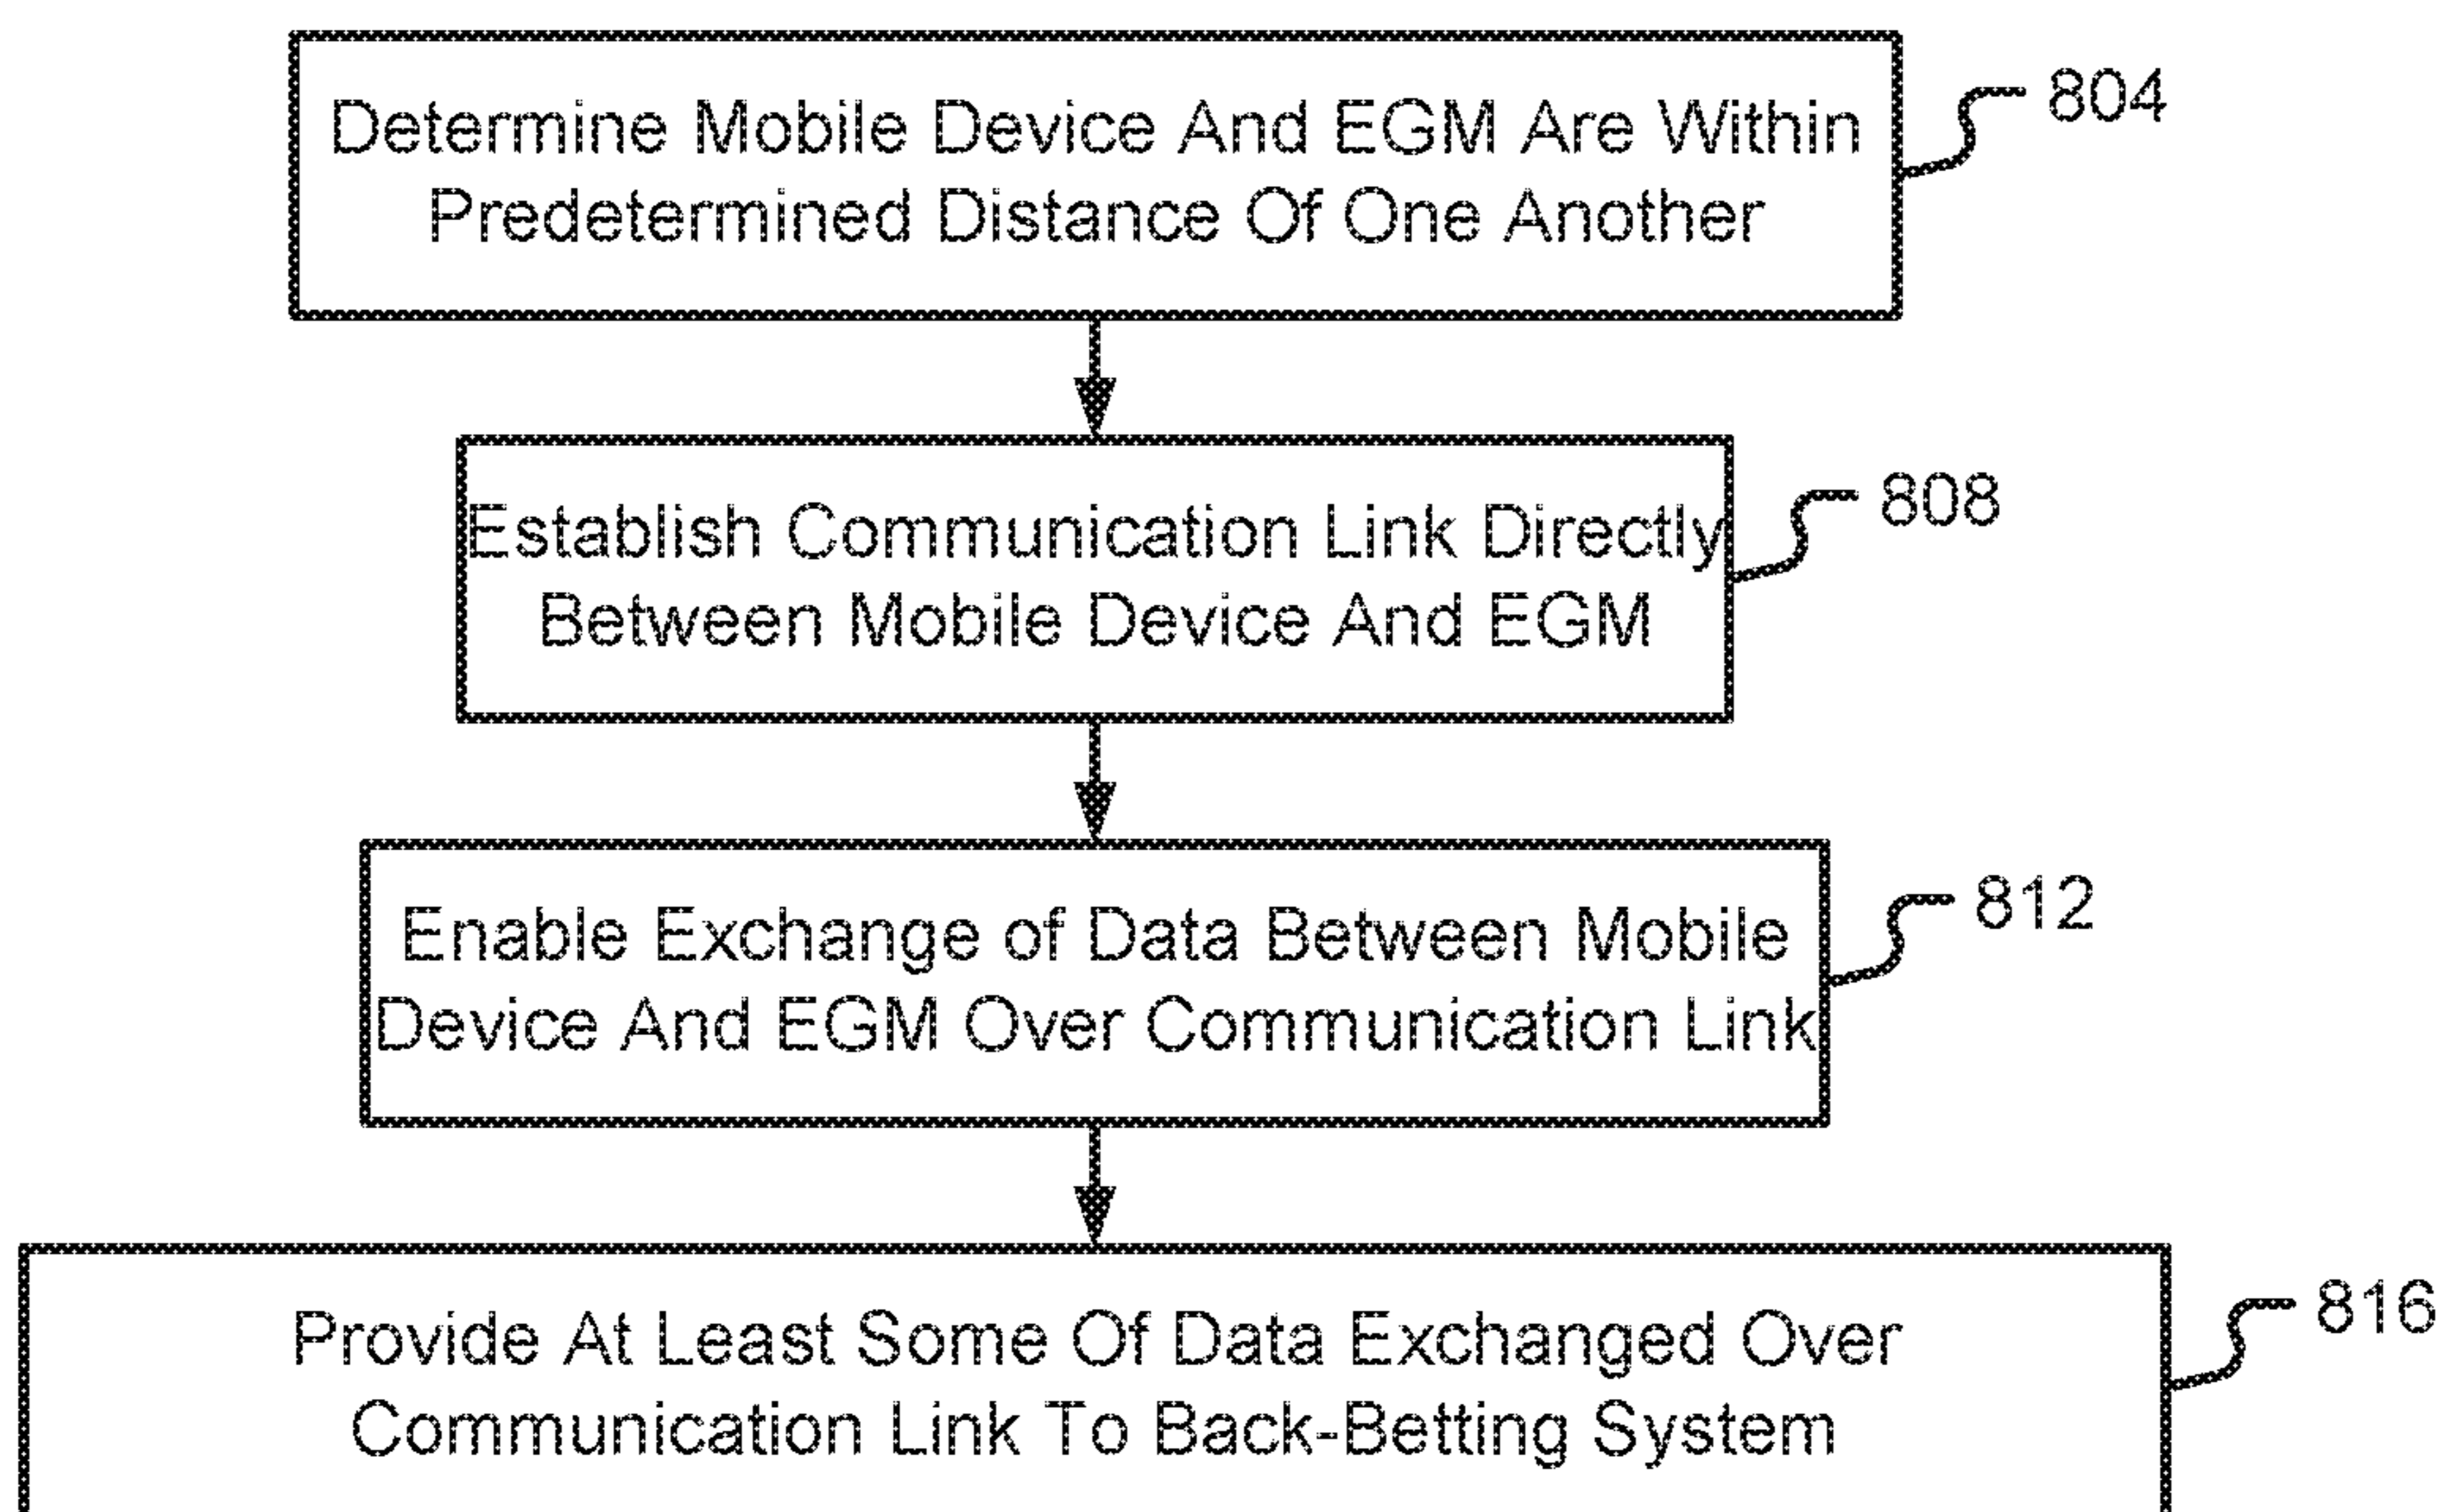 Determine Mobile Device And EGM Are Within
Predetermined Distance Of One Another
804
Establish Communication Link Directly
Between Mobile Device And EGM
808
Enable Exchange of Data Between Mobile
Device And EGM Over Communication Link
812
Provide At Least Some Of Data Exchanged Over
Communication Link To Back-Betting System
816